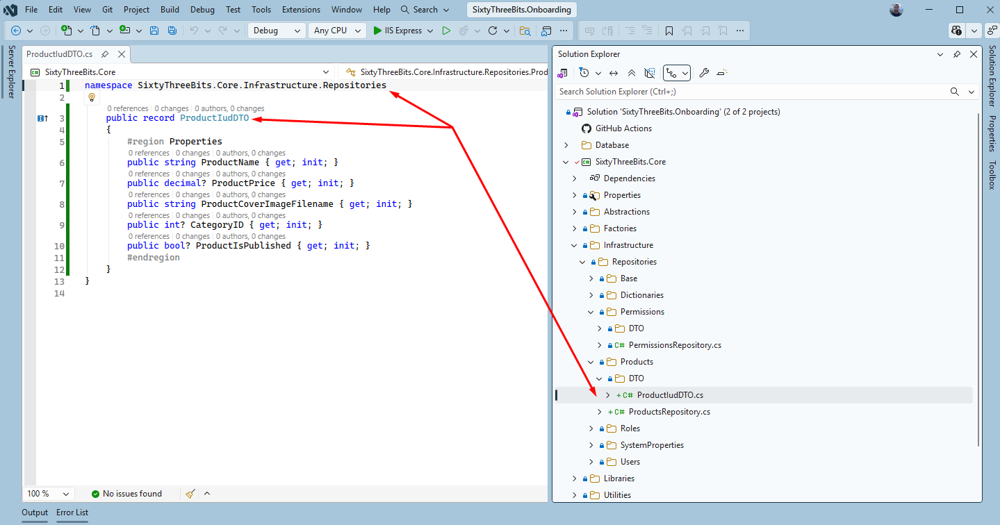 File Edit View Git Project Build Debug Test Tools Extensions Window Help Search SixtyThreeBits.Onboarding
Debug Any CPU IIS Express
Server Explorer
ProductIudDTO.cs
SixtyThreeBits.Core SixtyThreeBits.Core.Infrastructure.Repositories.Prod
1 namespace SixtyThreeBits.Core.Infrastructure.Repositories
2 {
0 references | 0 changes | 0 authors, 0 changes
3 public record ProductIudDTO
4 {
5 #region Properties
0 references | 0 changes | 0 authors, 0 changes
6 public string ProductName { get; init; }
0 references | 0 changes | 0 authors, 0 changes
7 public decimal? ProductPrice { get; init; }
0 references | 0 changes | 0 authors, 0 changes
8 public string ProductCoverImageFilename { get; init; }
0 references | 0 changes | 0 authors, 0 changes
9 public int? CategoryID { get; init; }
0 references | 0 changes | 0 authors, 0 changes
10 public bool? ProductIsPublished { get; init; }
11 #endregion
12 }
13 }
14
100 % No issues found
Output Error List
Solution Explorer
Search Solution Explorer (Ctrl+;)
Solution 'SixtyThreeBits.Onboarding' (2 of 2 projects)
GitHub Actions
Database
C# SixtyThreeBits.Core
Dependencies
Properties
Abstractions
Factories
Infrastructure
Repositories
Base
Dictionaries
Permissions
DTO
C# PermissionsRepository.cs
Products
DTO
+ C# ProductIudDTO.cs
+ C# ProductsRepository.cs
Roles
SystemProperties
Users
Libraries
Utilities
Solution Explorer
Properties
Toolbox